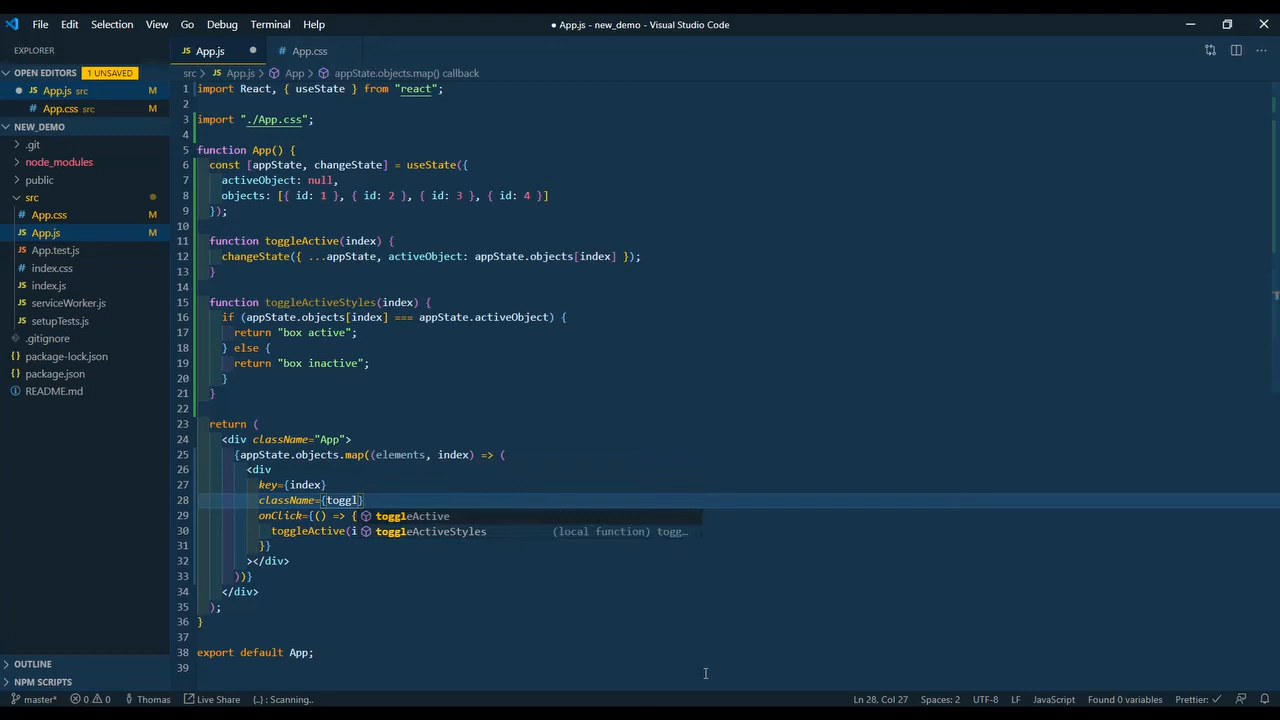 File Edit Selection View Go Debug Terminal Help
● App.js - new_demo - Visual Studio Code
EXPLORER
OPEN EDITORS 1 UNSAVED
● JS App.js src M
# App.css src M
NEW_DEMO
.git
node_modules
public
src
# App.css M
JS App.js M
JS App.test.js
# index.css
JS index.js
JS serviceWorker.js
JS setupTests.js
.gitignore
{} package-lock.json
{} package.json
README.md
OUTLINE
NPM SCRIPTS
JS App.js ● # App.css
src > JS App.js > App > appState.objects.map() callback
1 import React, { useState } from "react";
2
3 import "./App.css";
4
5 function App() {
6 const [appState, changeState] = useState({
7 activeObject: null,
8 objects: [{ id: 1 }, { id: 2 }, { id: 3 }, { id: 4 }]
9 });
10
11 function toggleActive(index) {
12 changeState({ ...appState, activeObject: appState.objects[index] });
13 }
14
15 function toggleActiveStyles(index) {
16 if (appState.objects[index] === appState.activeObject) {
17 return "box active";
18 } else {
19 return "box inactive";
20 }
21 }
22
23 return (
24 <div className="App">
25 {appState.objects.map((elements, index) => (
26 <div
27 key={index}
28 className={toggl}
29 onClick={() => { toggleActive
30 toggleActive(i toggleActiveStyles (local function) togg…
31 }}
32 ></div>
33 ))}
34 </div>
35 );
36 }
37
38 export default App;
39
master* 0 0 Thomas Live Share {..} : Scanning.. Ln 28, Col 27 Spaces: 2 UTF-8 LF JavaScript Found 0 variables Prettier: ✓